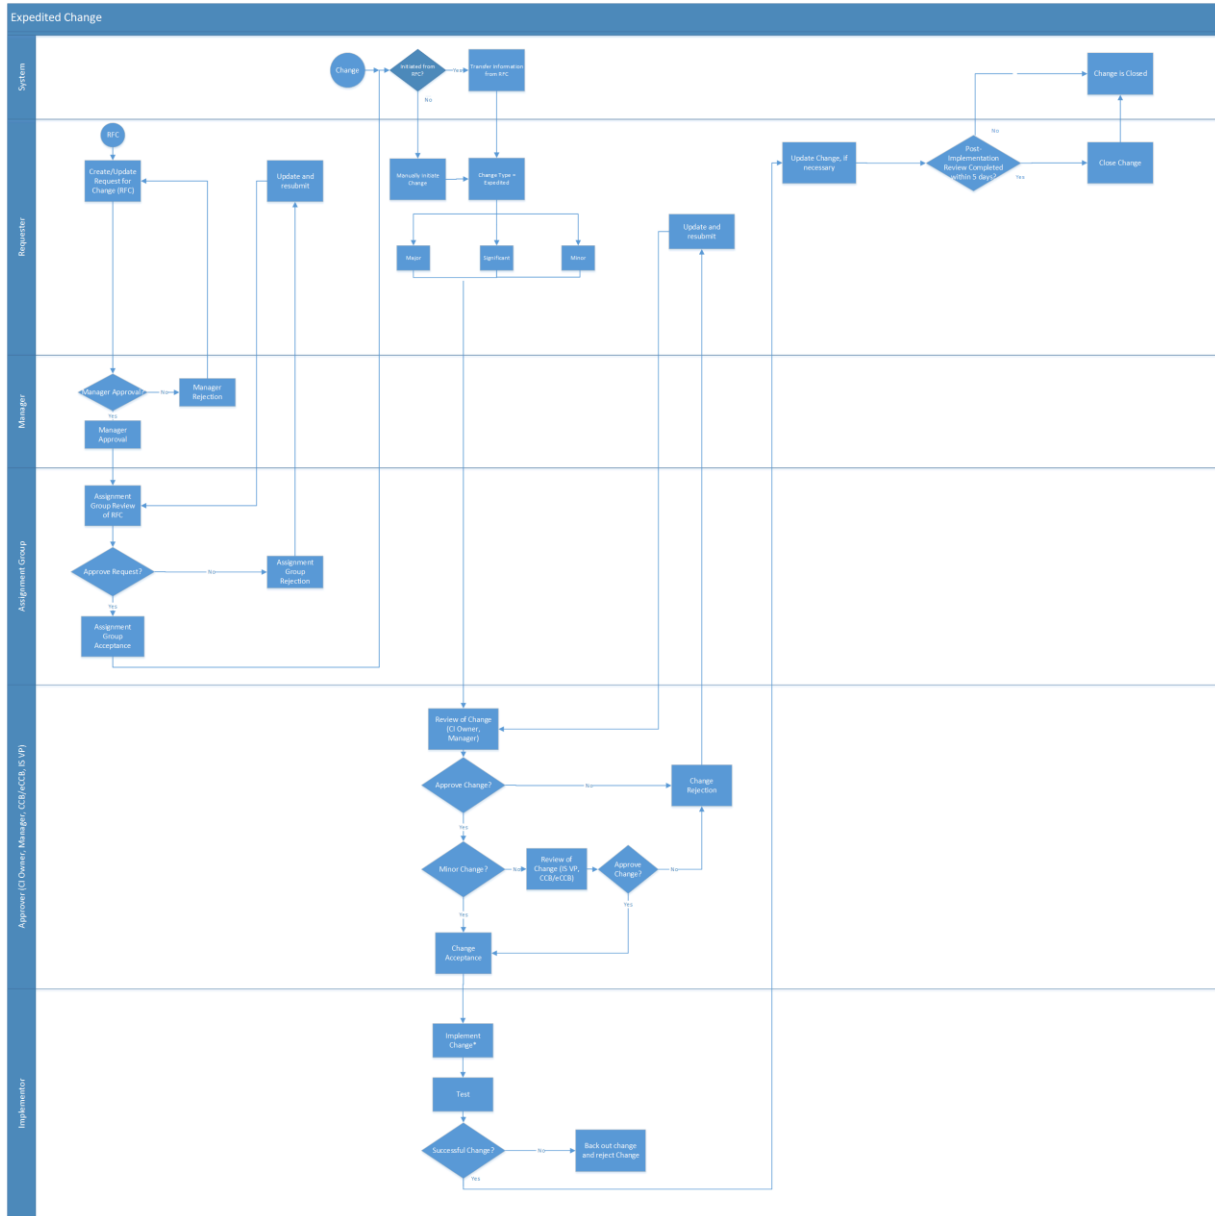 Expedited Change
System
Change
Initiated from
RFC?
Yes
Transfer Information
from RFC
No
Change is Closed
Requester
RFC
Create/Update
Request for
Change (RFC)
Update and
resubmit
Manually Initiate
Change
Change Type =
Expedited
Major
Significant
Minor
Update and
resubmit
Update Change, if
necessary
Post-
Implementation
Review Completed
within 5 days?
No
Yes
Close Change
Manager
Manager Approval?
No
Manager
Rejection
Yes
Manager
Approval
Assignment Group
Assignment
Group Review
of RFC
Approve Request?
No
Assignment
Group
Rejection
Yes
Assignment
Group
Acceptance
Approver (CI Owner, Manager, CCB/eCCB, IS VP)
Review of Change
(CI Owner,
Manager)
Approve Change?
No
Change
Rejection
Yes
Minor Change?
No
Review of
Change (IS VP,
CCB/eCCB)
Approve
Change?
No
Yes
Yes
Change
Acceptance
Implementor
Implement
Change*
Test
Successful Change?
No
Back out change
and reject Change
Yes